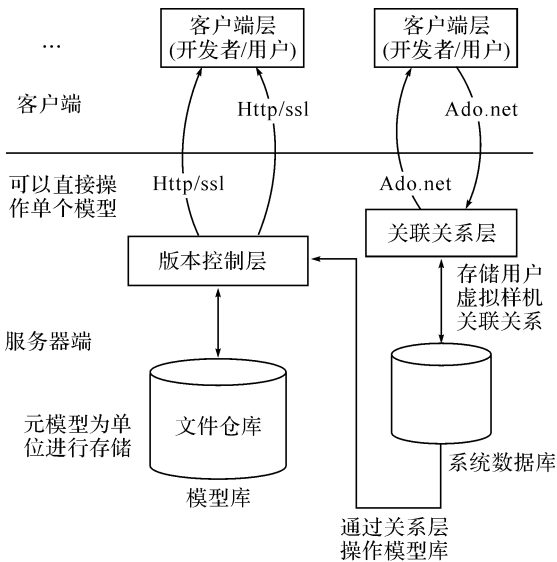 …
客户端层
(开发者/用户)
客户端层
(开发者/用户)
客户端
Http/ssl
Ado.net
可以直接操
作单个模型
Http/ssl
Ado.net
版本控制层
关联关系层
存储用户
虚拟样机
关联关系
服务器端
元模型为单
位进行存储
文件仓库
模型库
系统数据库
通过关系层
操作模型库